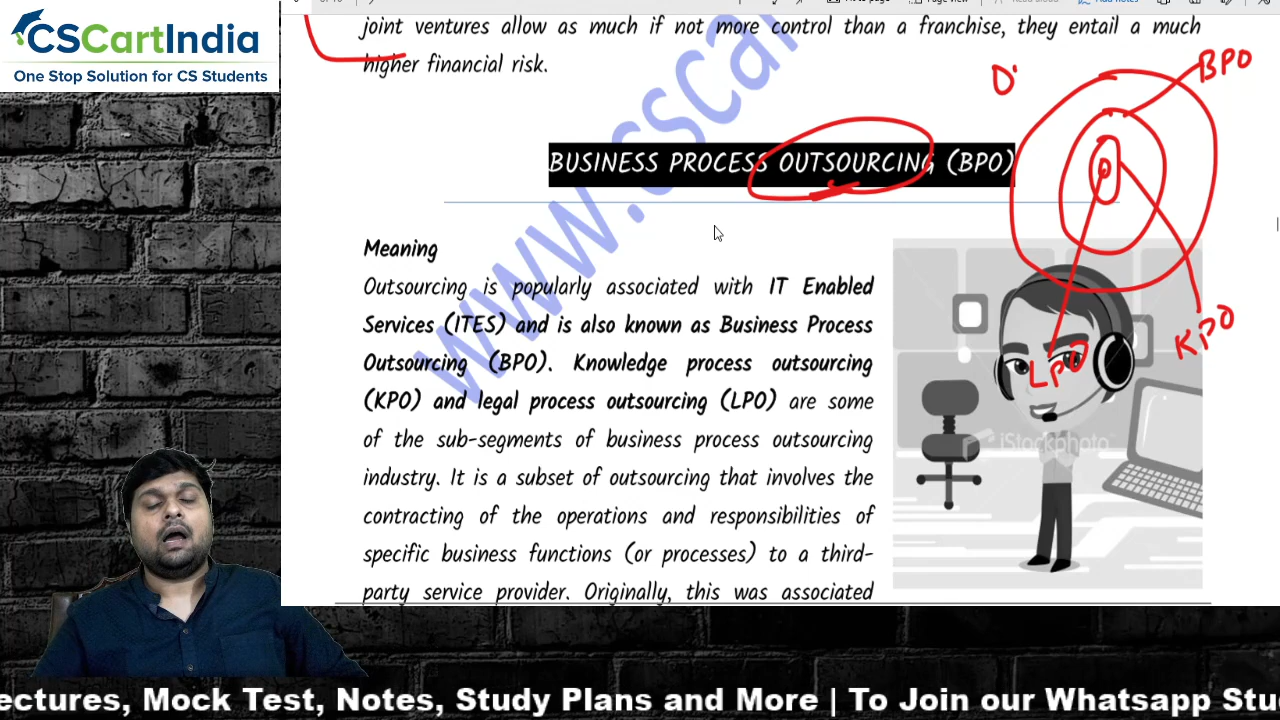 CSCartIndia
One Stop Solution for CS Students
Add notes
joint ventures allow as much if not more control than a franchise, they entail a much
higher financial risk.
O'
BPO
BUSINESS PROCESS OUTSOURCING (BPO)
KPO
LPO
Meaning
Outsourcing is popularly associated with IT Enabled
Services (ITES) and is also known as Business Process
Outsourcing (BPO). Knowledge process outsourcing
(KPO) and legal process outsourcing (LPO) are some
of the sub-segments of business process outsourcing
industry. It is a subset of outsourcing that involves the
contracting of the operations and responsibilities of
specific business functions (or processes) to a third-
party service provider. Originally, this was associated
www.cscar
iStockphoto
ectures, Mock Test, Notes, Study Plans and More | To Join our Whatsapp Stu